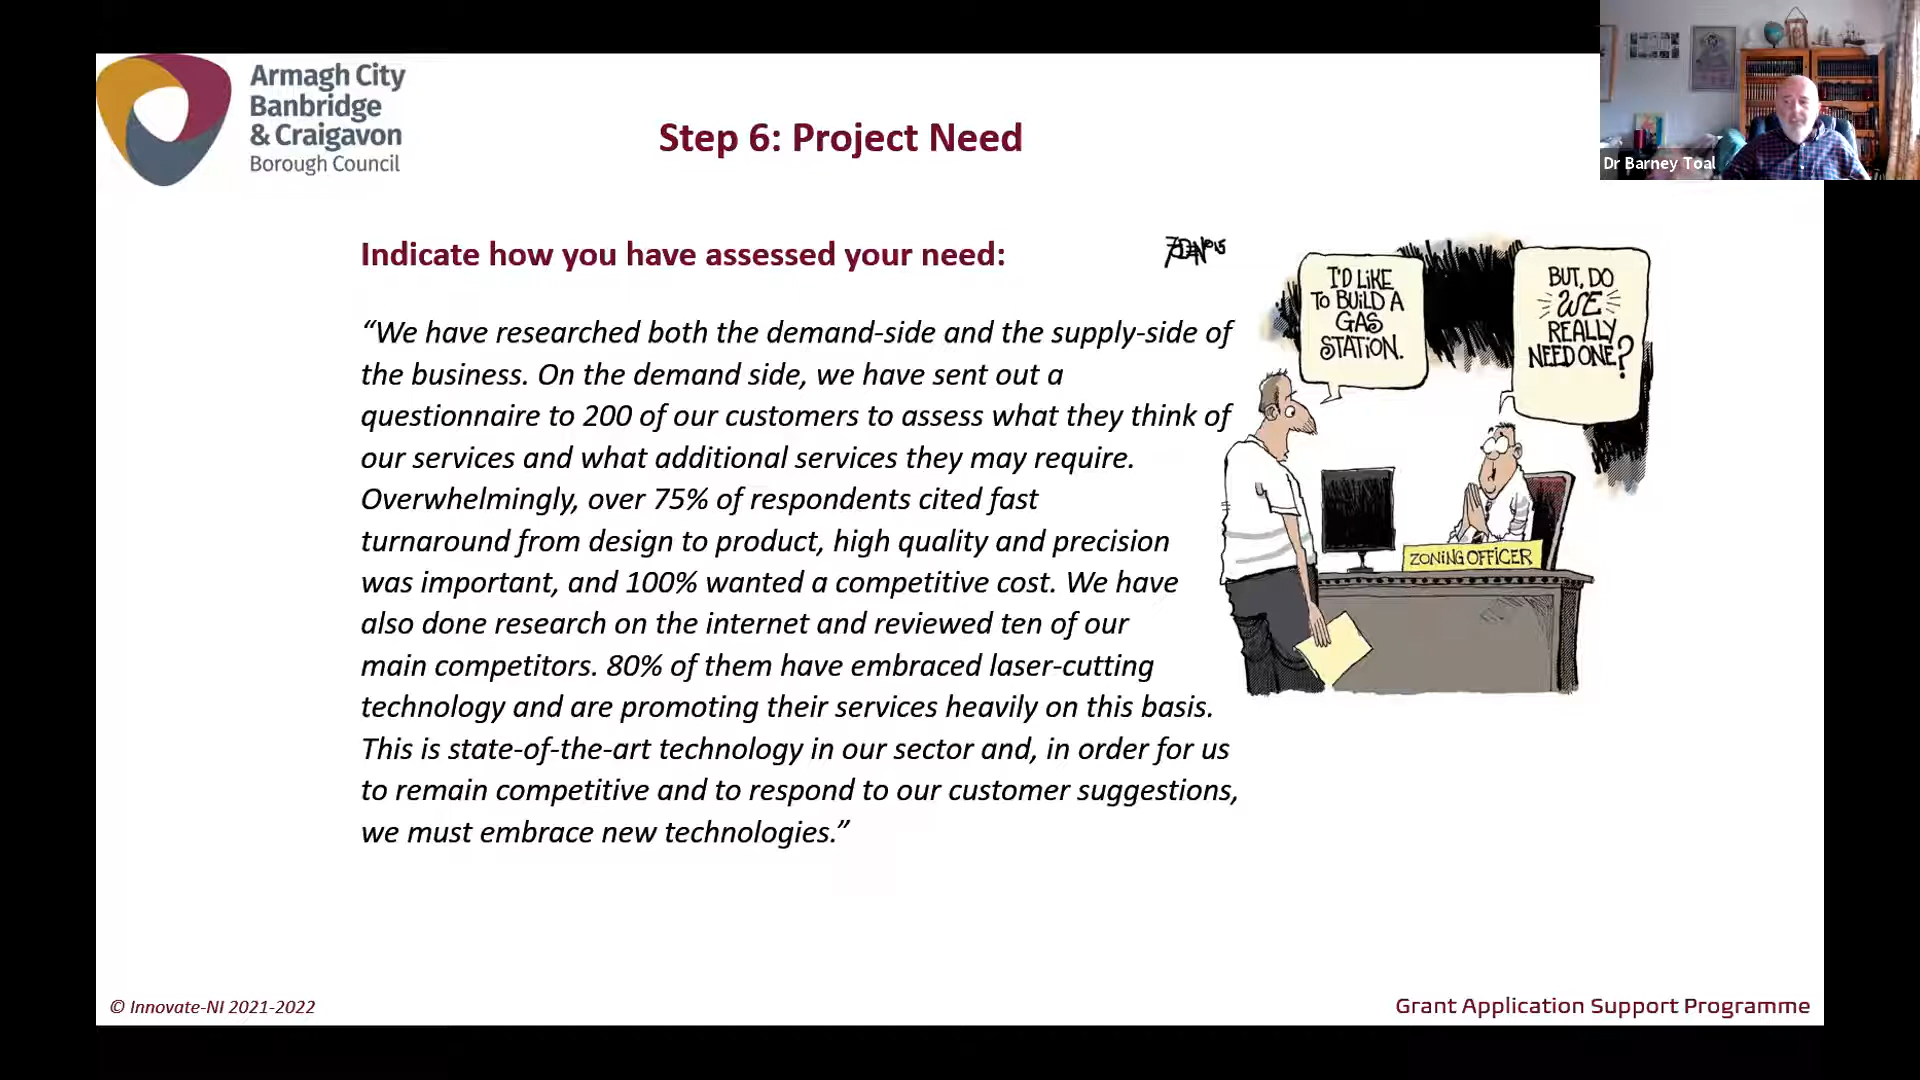 Armagh City
Banbridge
& Craigavon
Borough Council
Step 6: Project Need
Dr Barney Toal
Indicate how you have assessed your need:
“We have researched both the demand-side and the supply-side of
the business. On the demand side, we have sent out a
questionnaire to 200 of our customers to assess what they think of
our services and what additional services they may require.
Overwhelmingly, over 75% of respondents cited fast
turnaround from design to product, high quality and precision
was important, and 100% wanted a competitive cost. We have
also done research on the internet and reviewed ten of our
main competitors. 80% of them have embraced laser-cutting
technology and are promoting their services heavily on this basis.
This is state-of-the-art technology in our sector and, in order for us
to remain competitive and to respond to our customer suggestions,
we must embrace new technologies.”
I'D LIKE
TO BUILD A
GAS
STATION.
BUT, DO
WE
REALLY
NEED ONE?
ZONING OFFICER
© Innovate-NI 2021-2022
Grant Application Support Programme